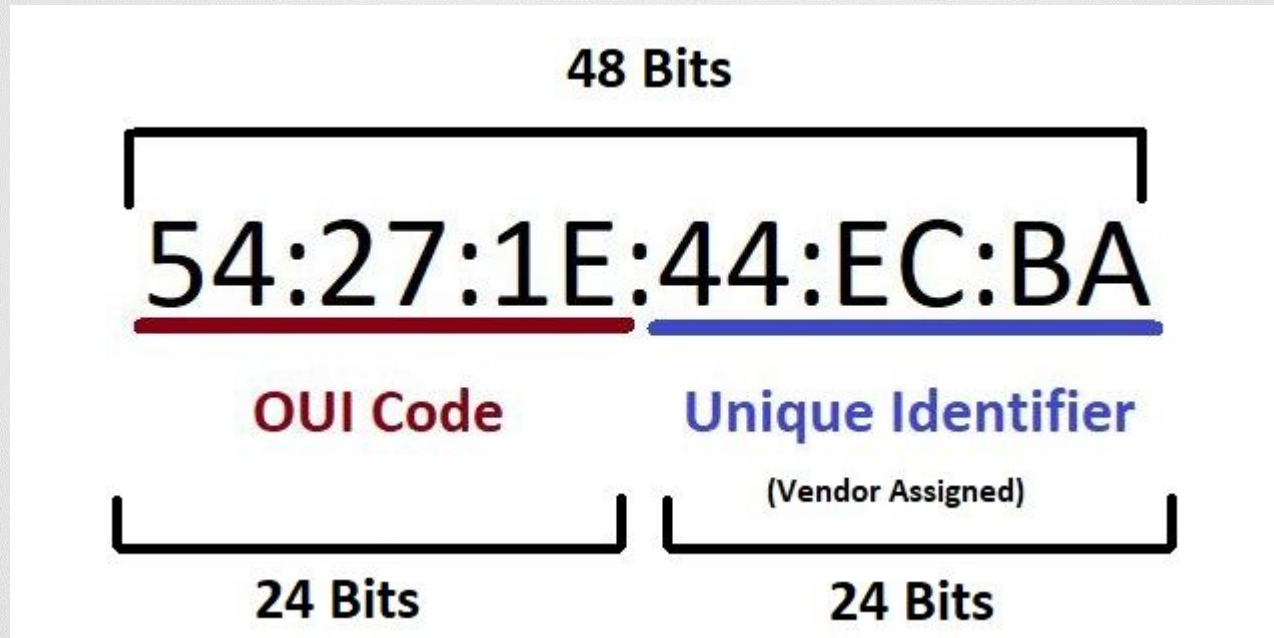 48 Bits
54:27:1E:44:EC:BA
OUI Code Unique Identifier
(Vendor Assigned)
24 Bits 24 Bits